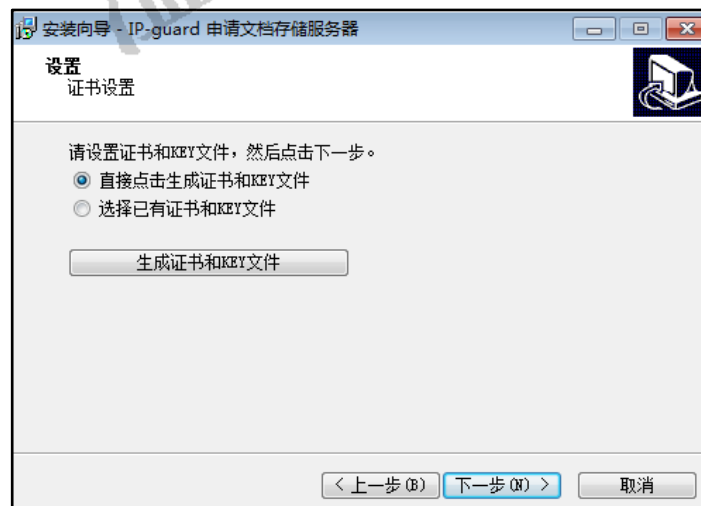 安装向导 - IP-guard 申请文档存储服务器
设置
证书设置
请设置证书和KEY文件，然后点击下一步。
直接点击生成证书和KEY文件
选择已有证书和KEY文件
生成证书和KEY文件
< 上一步(B)
下一步(N) >
取消